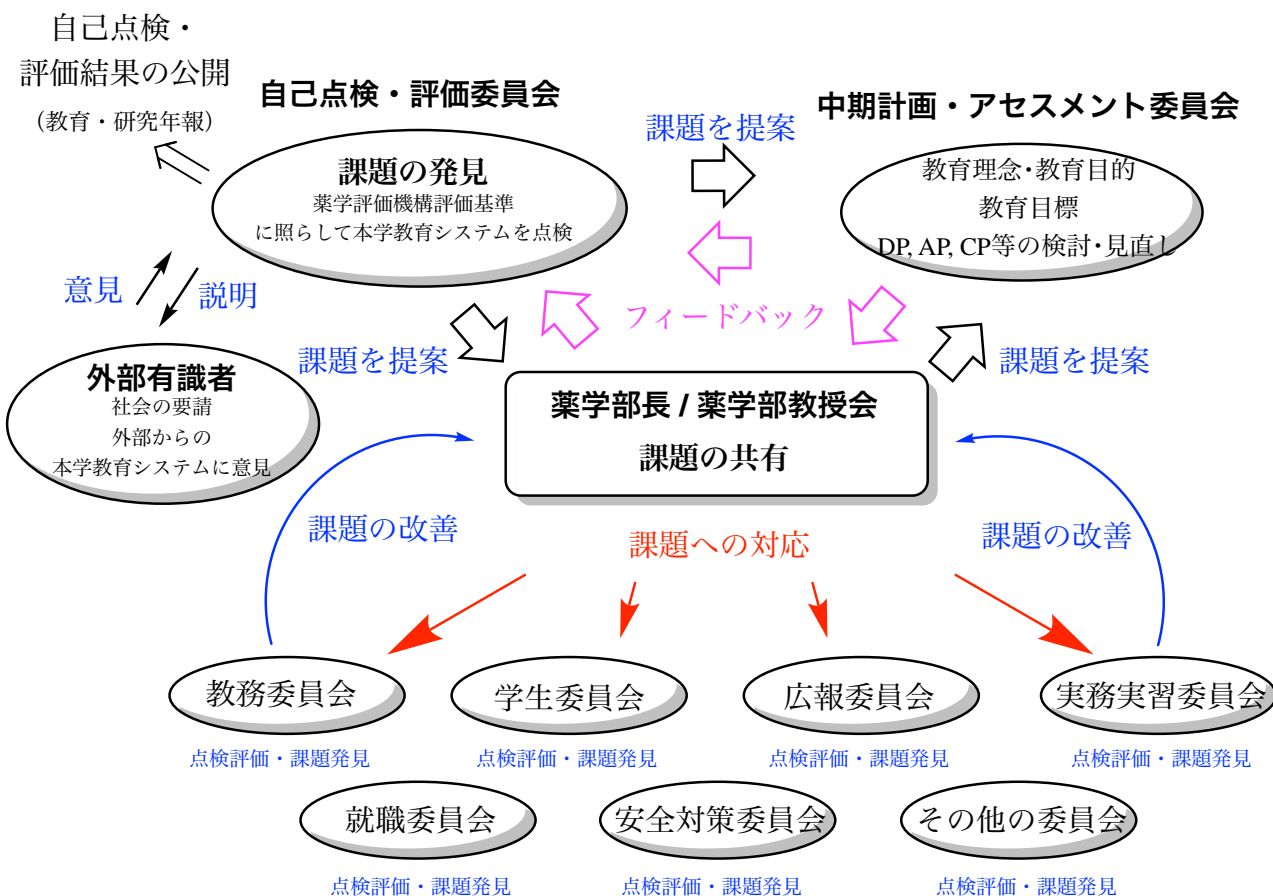 自己点検・
評価結果の公開
（教育・研究年報）
自己点検・評価委員会
課題の発見
薬学評価機構評価基準
に照らして本学教育システムを点検
課題を提案
中期計画・アセスメント委員会
教育理念・教育目的
教育目標
DP, AP, CP等の検討・見直し
意見
説明
フィードバック
課題を提案
課題を提案
外部有識者
社会の要請
外部からの
本学教育システムに意見
薬学部長 / 薬学部教授会
課題の共有
課題の改善
課題への対応
課題の改善
教務委員会
学生委員会
広報委員会
実務実習委員会
点検評価・課題発見
点検評価・課題発見
点検評価・課題発見
点検評価・課題発見
就職委員会
安全対策委員会
その他の委員会
点検評価・課題発見
点検評価・課題発見
点検評価・課題発見